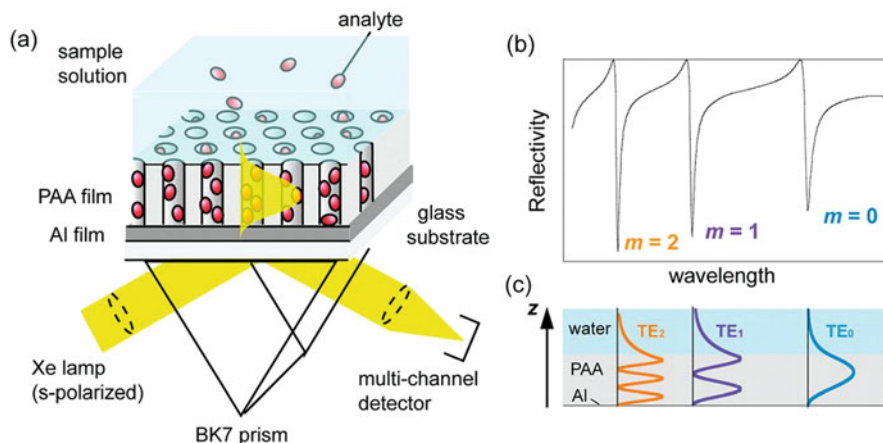 (a)
analyte
sample
solution
PAA film
Al film
glass
substrate
Xe lamp
(s-polarized)
multi-channel
detector
BK7 prism
(b)
Reflectivity
m = 2
m = 1
m = 0
wavelength
(c)
z
water
TE₂
TE₁
TE₀
PAA
Al